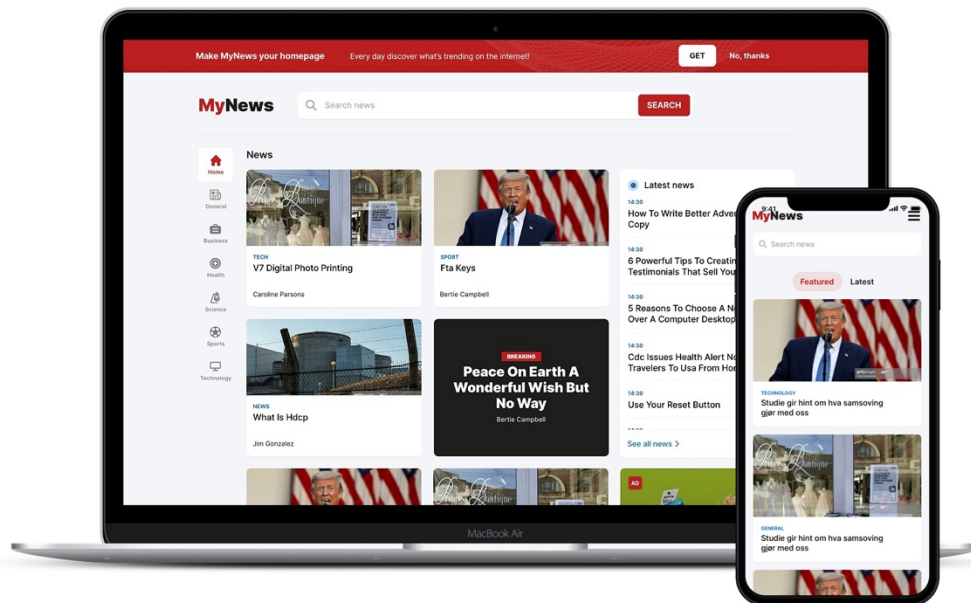 Make MyNews your homepage
Every day discover what's trending on the internet!
GET
No, thanks
MyNews
Search news
SEARCH
Home
General
Business
Health
Science
Sports
Technology
News
TECH
V7 Digital Photo Printing
Caroline Parsons
SPORT
Fta Keys
Bertie Campbell
NEWS
What Is Hdcp
Jim Gonzalez
BREAKING
Peace On Earth A
Wonderful Wish But
No Way
Bertie Campbell
Latest news
14:30
How To Write Better Adver
Copy
14:30
6 Powerful Tips To Creatin
Testimonials That Sell You
14:30
5 Reasons To Choose A N
Over A Computer Desktop
14:30
Cdc Issues Health Alert No
Travelers To Usa From Hon
14:30
Use Your Reset Button
See all news
AD
MacBook Air
9:41
MyNews
Search news
Featured
Latest
TECHNOLOGY
Studie gir hint om hva samsoving
gjør med oss
GENERAL
Studie gir hint om hva samsoving
gjør med oss